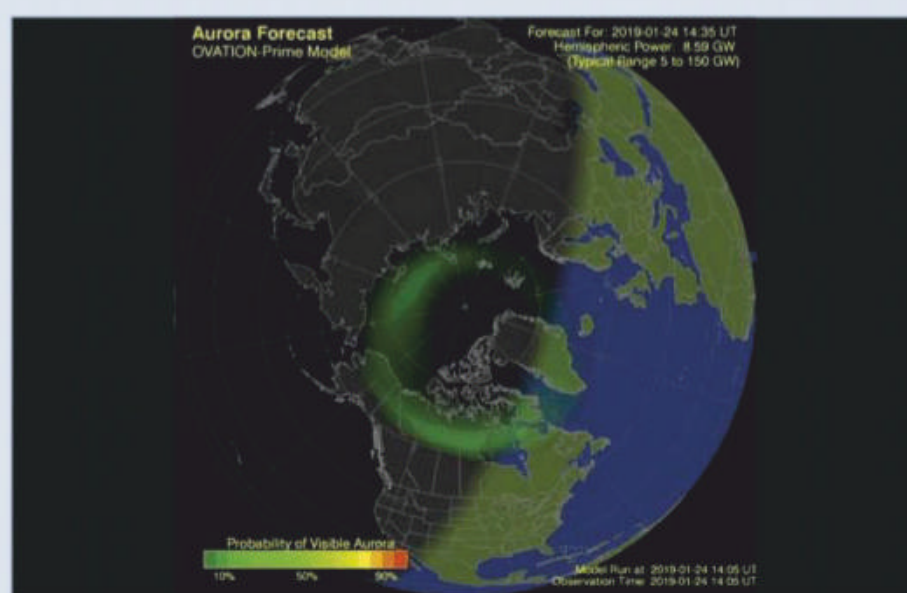 Aurora Forecast
OVATION-Prime Model
Forecast For: 2019-01-24 14:35 UT
Hemispheric Power: 8.59 GW
(Typical Range 5 to 150 GW)
Probability of Visible Aurora
10% 50% 90%
Model Run at: 2019-01-24 14:05 UT
Observation Time: 2019-01-24 14:05 UT